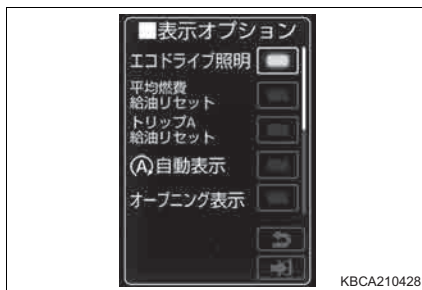 表示オプション
エコドライブ照明
平均燃費
給油リセット
トリップA
給油リセット
Ⓐ自動表示
オープニング表示
KBCA210428